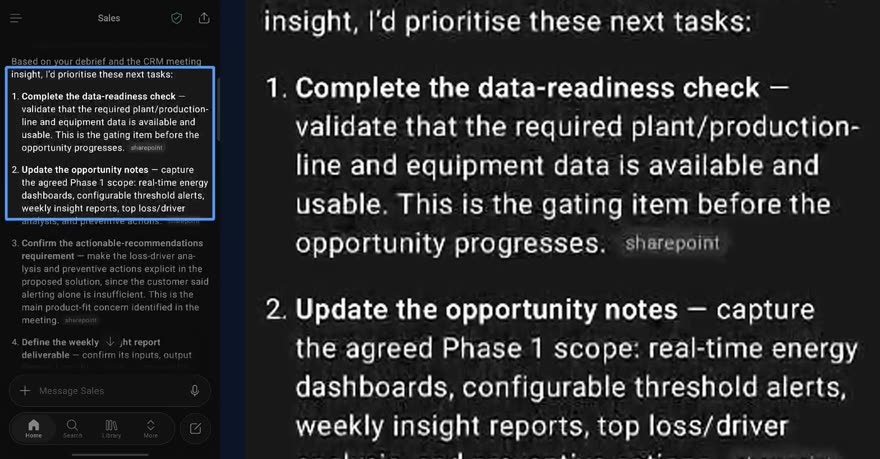 Sales
Based on your debrief and the CRM meeting
insight, I'd prioritise these next tasks:
1. Complete the data-readiness check —
validate that the required plant/production-
line and equipment data is available and
usable. This is the gating item before the
opportunity progresses. sharepoint
2. Update the opportunity notes — capture
the agreed Phase 1 scope: real-time energy
dashboards, configurable threshold alerts,
weekly insight reports, top loss/driver
analysis, and preventive actions. sharepoint
3. Confirm the actionable-recommendations
requirement — make the loss-driver ana-
lysis and preventive actions explicit in the
proposed solution, since the customer said
alerting alone is insufficient. This is the
main product-fit concern identified in the
meeting. sharepoint
4. Define the weekly ht report
deliverable — confirm its inputs, output
Message Sales
Home
Search
Library
More
insight, I'd prioritise these next tasks:
1. Complete the data-readiness check —
validate that the required plant/production-
line and equipment data is available and
usable. This is the gating item before the
opportunity progresses. sharepoint
2. Update the opportunity notes — capture
the agreed Phase 1 scope: real-time energy
dashboards, configurable threshold alerts,
weekly insight reports, top loss/driver